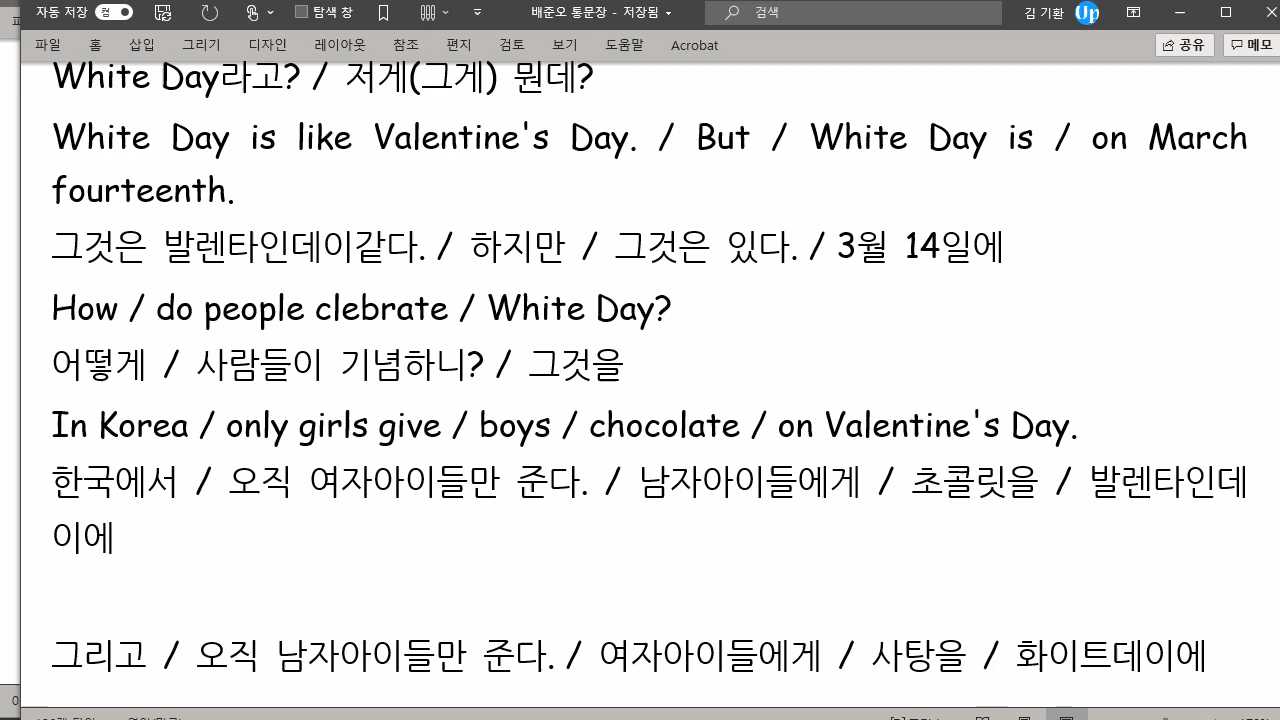 자동 저장 컴 탐색 창 배준오 통문장 - 저장됨 검색 김 기환 Up
파일 홈 삽입 그리기 디자인 레이아웃 참조 편지 검토 보기 도움말 Acrobat 공유 메모
White Day라고? / 저게(그게) 뭔데?
White Day is like Valentine's Day. / But / White Day is / on March
fourteenth.
그것은 발렌타인데이같다. / 하지만 / 그것은 있다. / 3월 14일에
How / do people clebrate / White Day?
어떻게 / 사람들이 기념하니? / 그것을
In Korea / only girls give / boys / chocolate / on Valentine's Day.
한국에서 / 오직 여자아이들만 준다. / 남자아이들에게 / 초콜릿을 / 발렌타인데
이에
그리고 / 오직 남자아이들만 준다. / 여자아이들에게 / 사탕을 / 화이트데이에